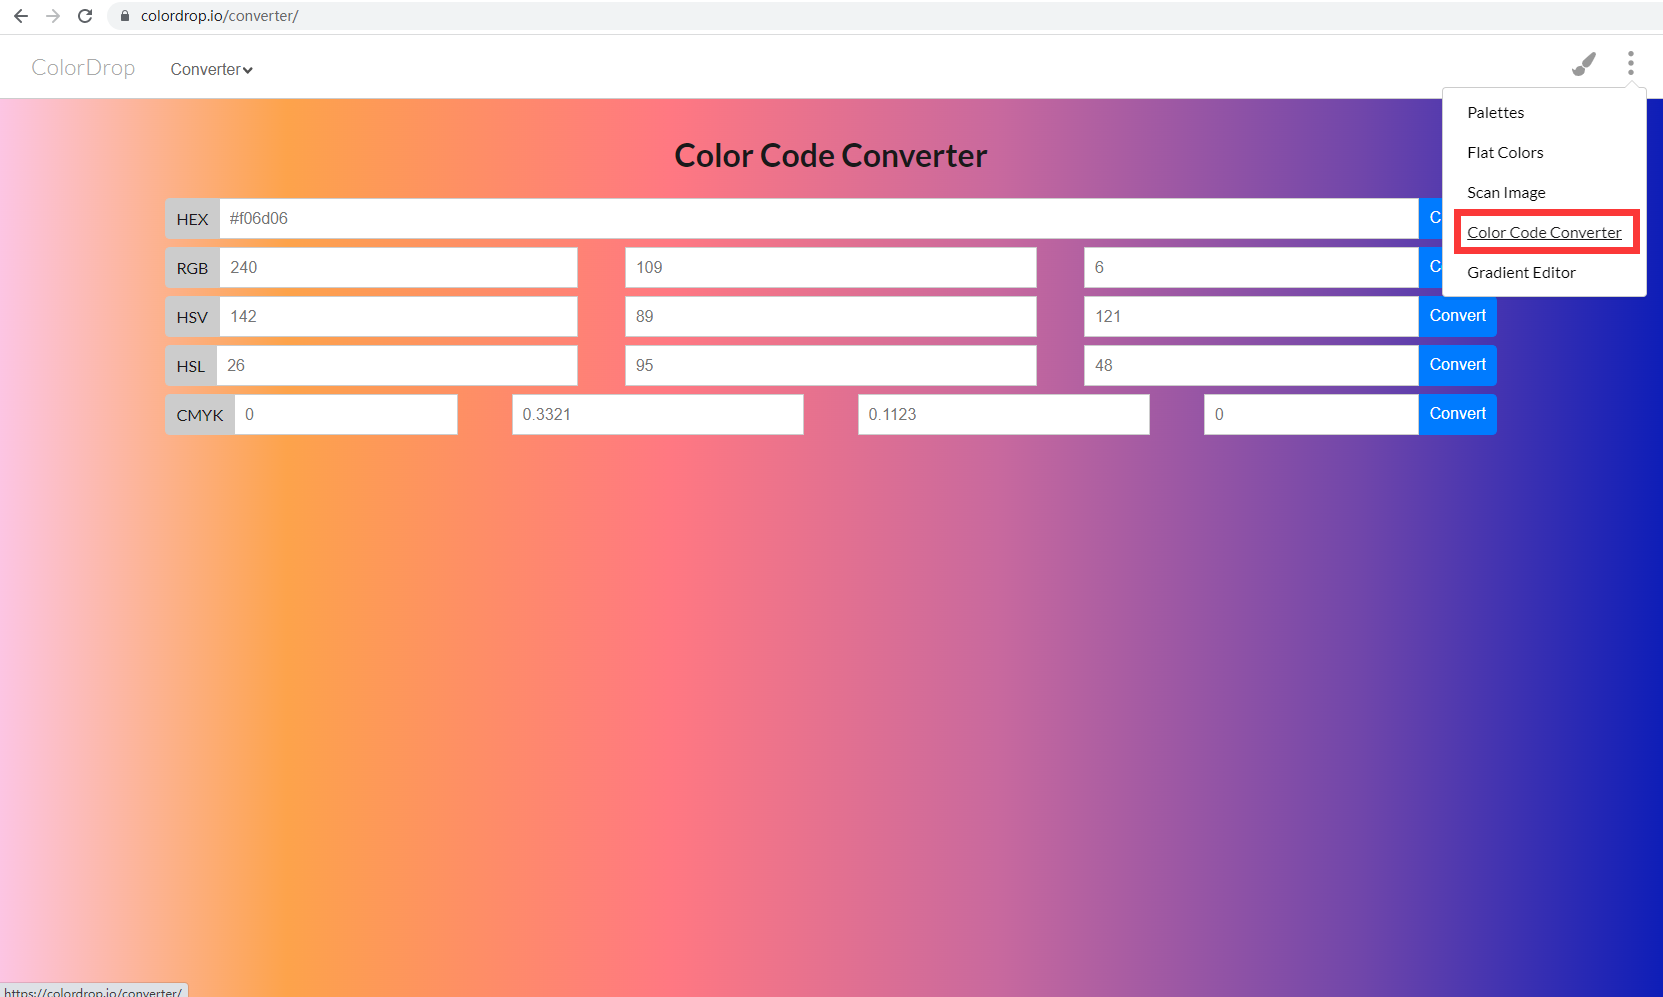 colordrop.io/converter/
ColorDrop
Converter
Palettes
Flat Colors
Scan Image
Color Code Converter
Gradient Editor
Color Code Converter
HEX #f06d06 C
RGB 240 109 6 C
HSV 142 89 121 Convert
HSL 26 95 48 Convert
CMYK 0 0.3321 0.1123 0 Convert
https://colordrop.io/converter/